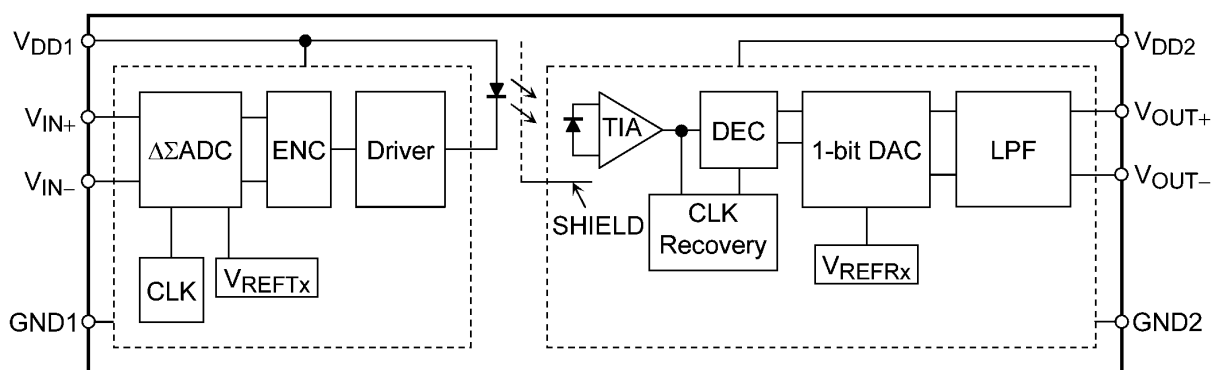 VDD1
VDD2
VIN+
ΔΣADC
ENC
Driver
TIA
DEC
1-bit DAC
LPF
VOUT+
VIN−
VOUT−
SHIELD
CLK
Recovery
CLK
VREFTx
VREFRx
GND1
GND2